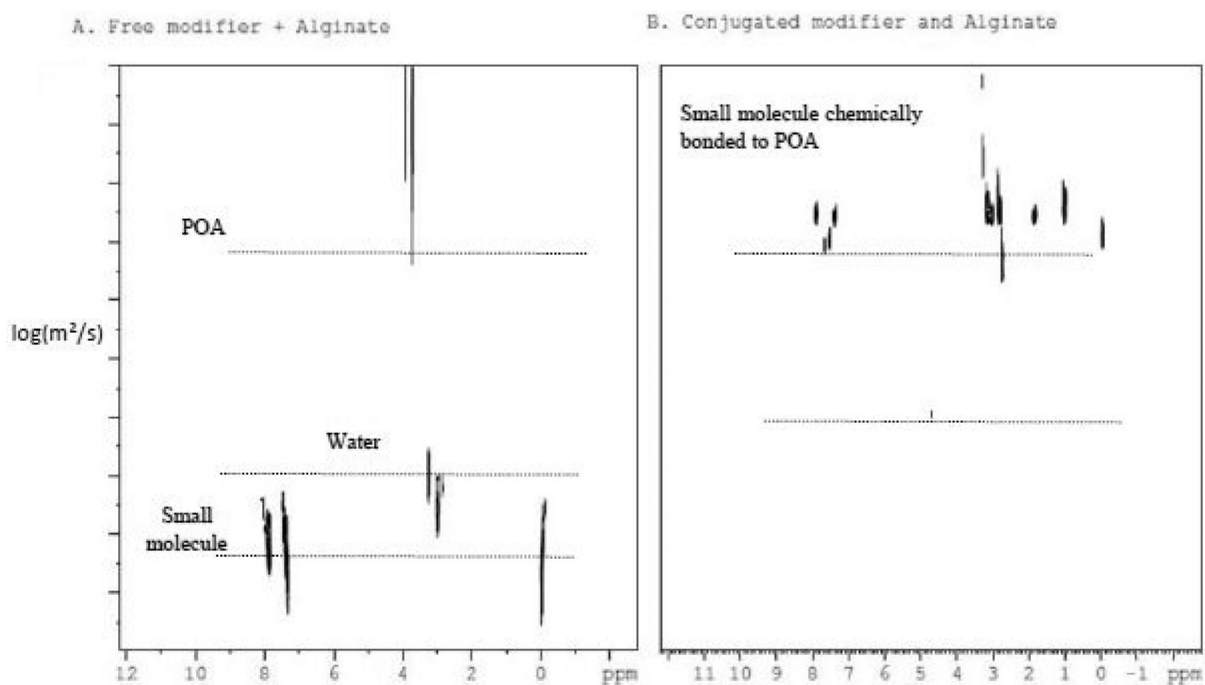 A. Free modifier + Alginate
B. Conjugated modifier and Alginate
Small molecule chemically
bonded to POA
POA
log(m²/s)
Water
Small
molecule
12 10 8 6 4 2 0 ppm
11 10 9 8 7 6 5 4 3 2 1 0 -1 ppm